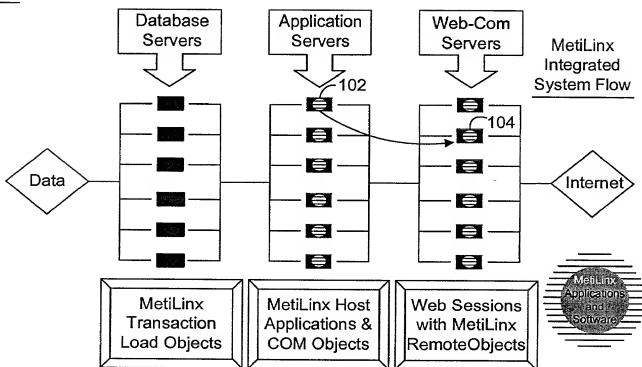 Database
Servers
Application
Servers
Web-Com
Servers
MetiLinx
Integrated
System Flow
102
104
Data
Internet
MetiLinx
Transaction
Load Objects
MetiLinx Host
Applications &
COM Objects
Web Sessions
with MetiLinx
RemoteObjects
MetiLinx
Applications
and
Software